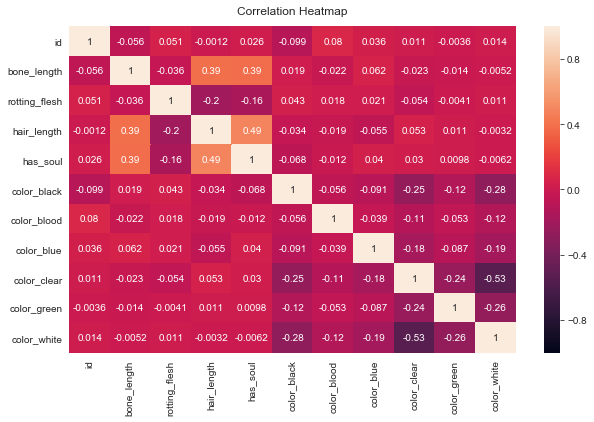 Correlation Heatmap
id 1 -0.056 0.051 -0.0012 0.026 -0.099 0.08 0.036 0.011 -0.0036 0.014
bone_length -0.056 1 -0.036 0.39 0.39 0.019 -0.022 0.062 -0.023 -0.014 -0.0052
rotting_flesh 0.051 -0.036 1 -0.2 -0.16 0.043 0.018 0.021 -0.054 -0.0041 0.011
hair_length -0.0012 0.39 -0.2 1 0.49 -0.034 -0.019 -0.055 0.053 0.011 -0.0032
has_soul 0.026 0.39 -0.16 0.49 1 -0.068 -0.012 0.04 0.03 0.0098 -0.0062
color_black -0.099 0.019 0.043 -0.034 -0.068 1 -0.056 -0.091 -0.25 -0.12 -0.28
color_blood 0.08 -0.022 0.018 -0.019 -0.012 -0.056 1 -0.039 -0.11 -0.053 -0.12
color_blue 0.036 0.062 0.021 -0.055 0.04 -0.091 -0.039 1 -0.18 -0.087 -0.19
color_clear 0.011 -0.023 -0.054 0.053 0.03 -0.25 -0.11 -0.18 1 -0.24 -0.53
color_green -0.0036 -0.014 -0.0041 0.011 0.0098 -0.12 -0.053 -0.087 -0.24 1 -0.26
color_white 0.014 -0.0052 0.011 -0.0032 -0.0062 -0.28 -0.12 -0.19 -0.53 -0.26 1
id
bone_length
rotting_flesh
hair_length
has_soul
color_black
color_blood
color_blue
color_clear
color_green
color_white
0.8
0.4
0.0
-0.4
-0.8